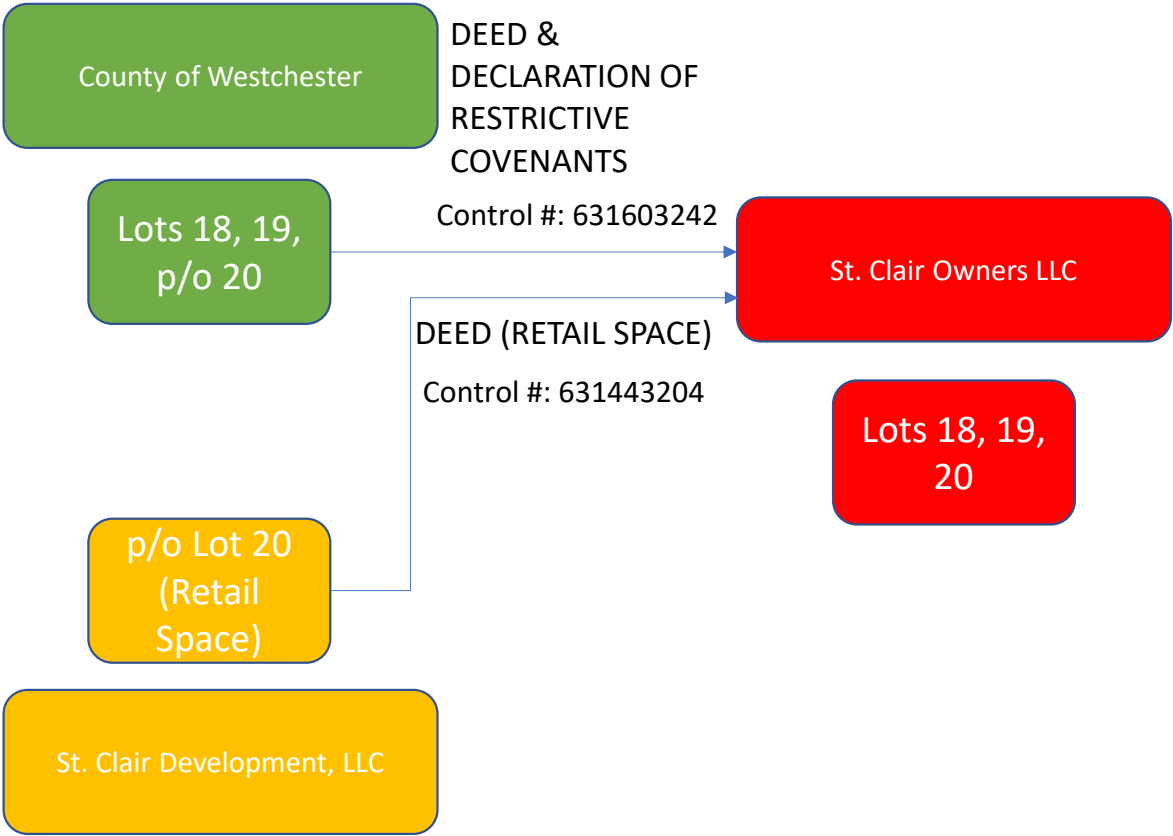 County of Westchester
DEED &
DECLARATION OF
RESTRICTIVE
COVENANTS
Lots 18, 19,
p/o 20
Control #: 631603242
St. Clair Owners LLC
DEED (RETAIL SPACE)
Control #: 631443204
Lots 18, 19,
20
p/o Lot 20
(Retail
Space)
St. Clair Development, LLC